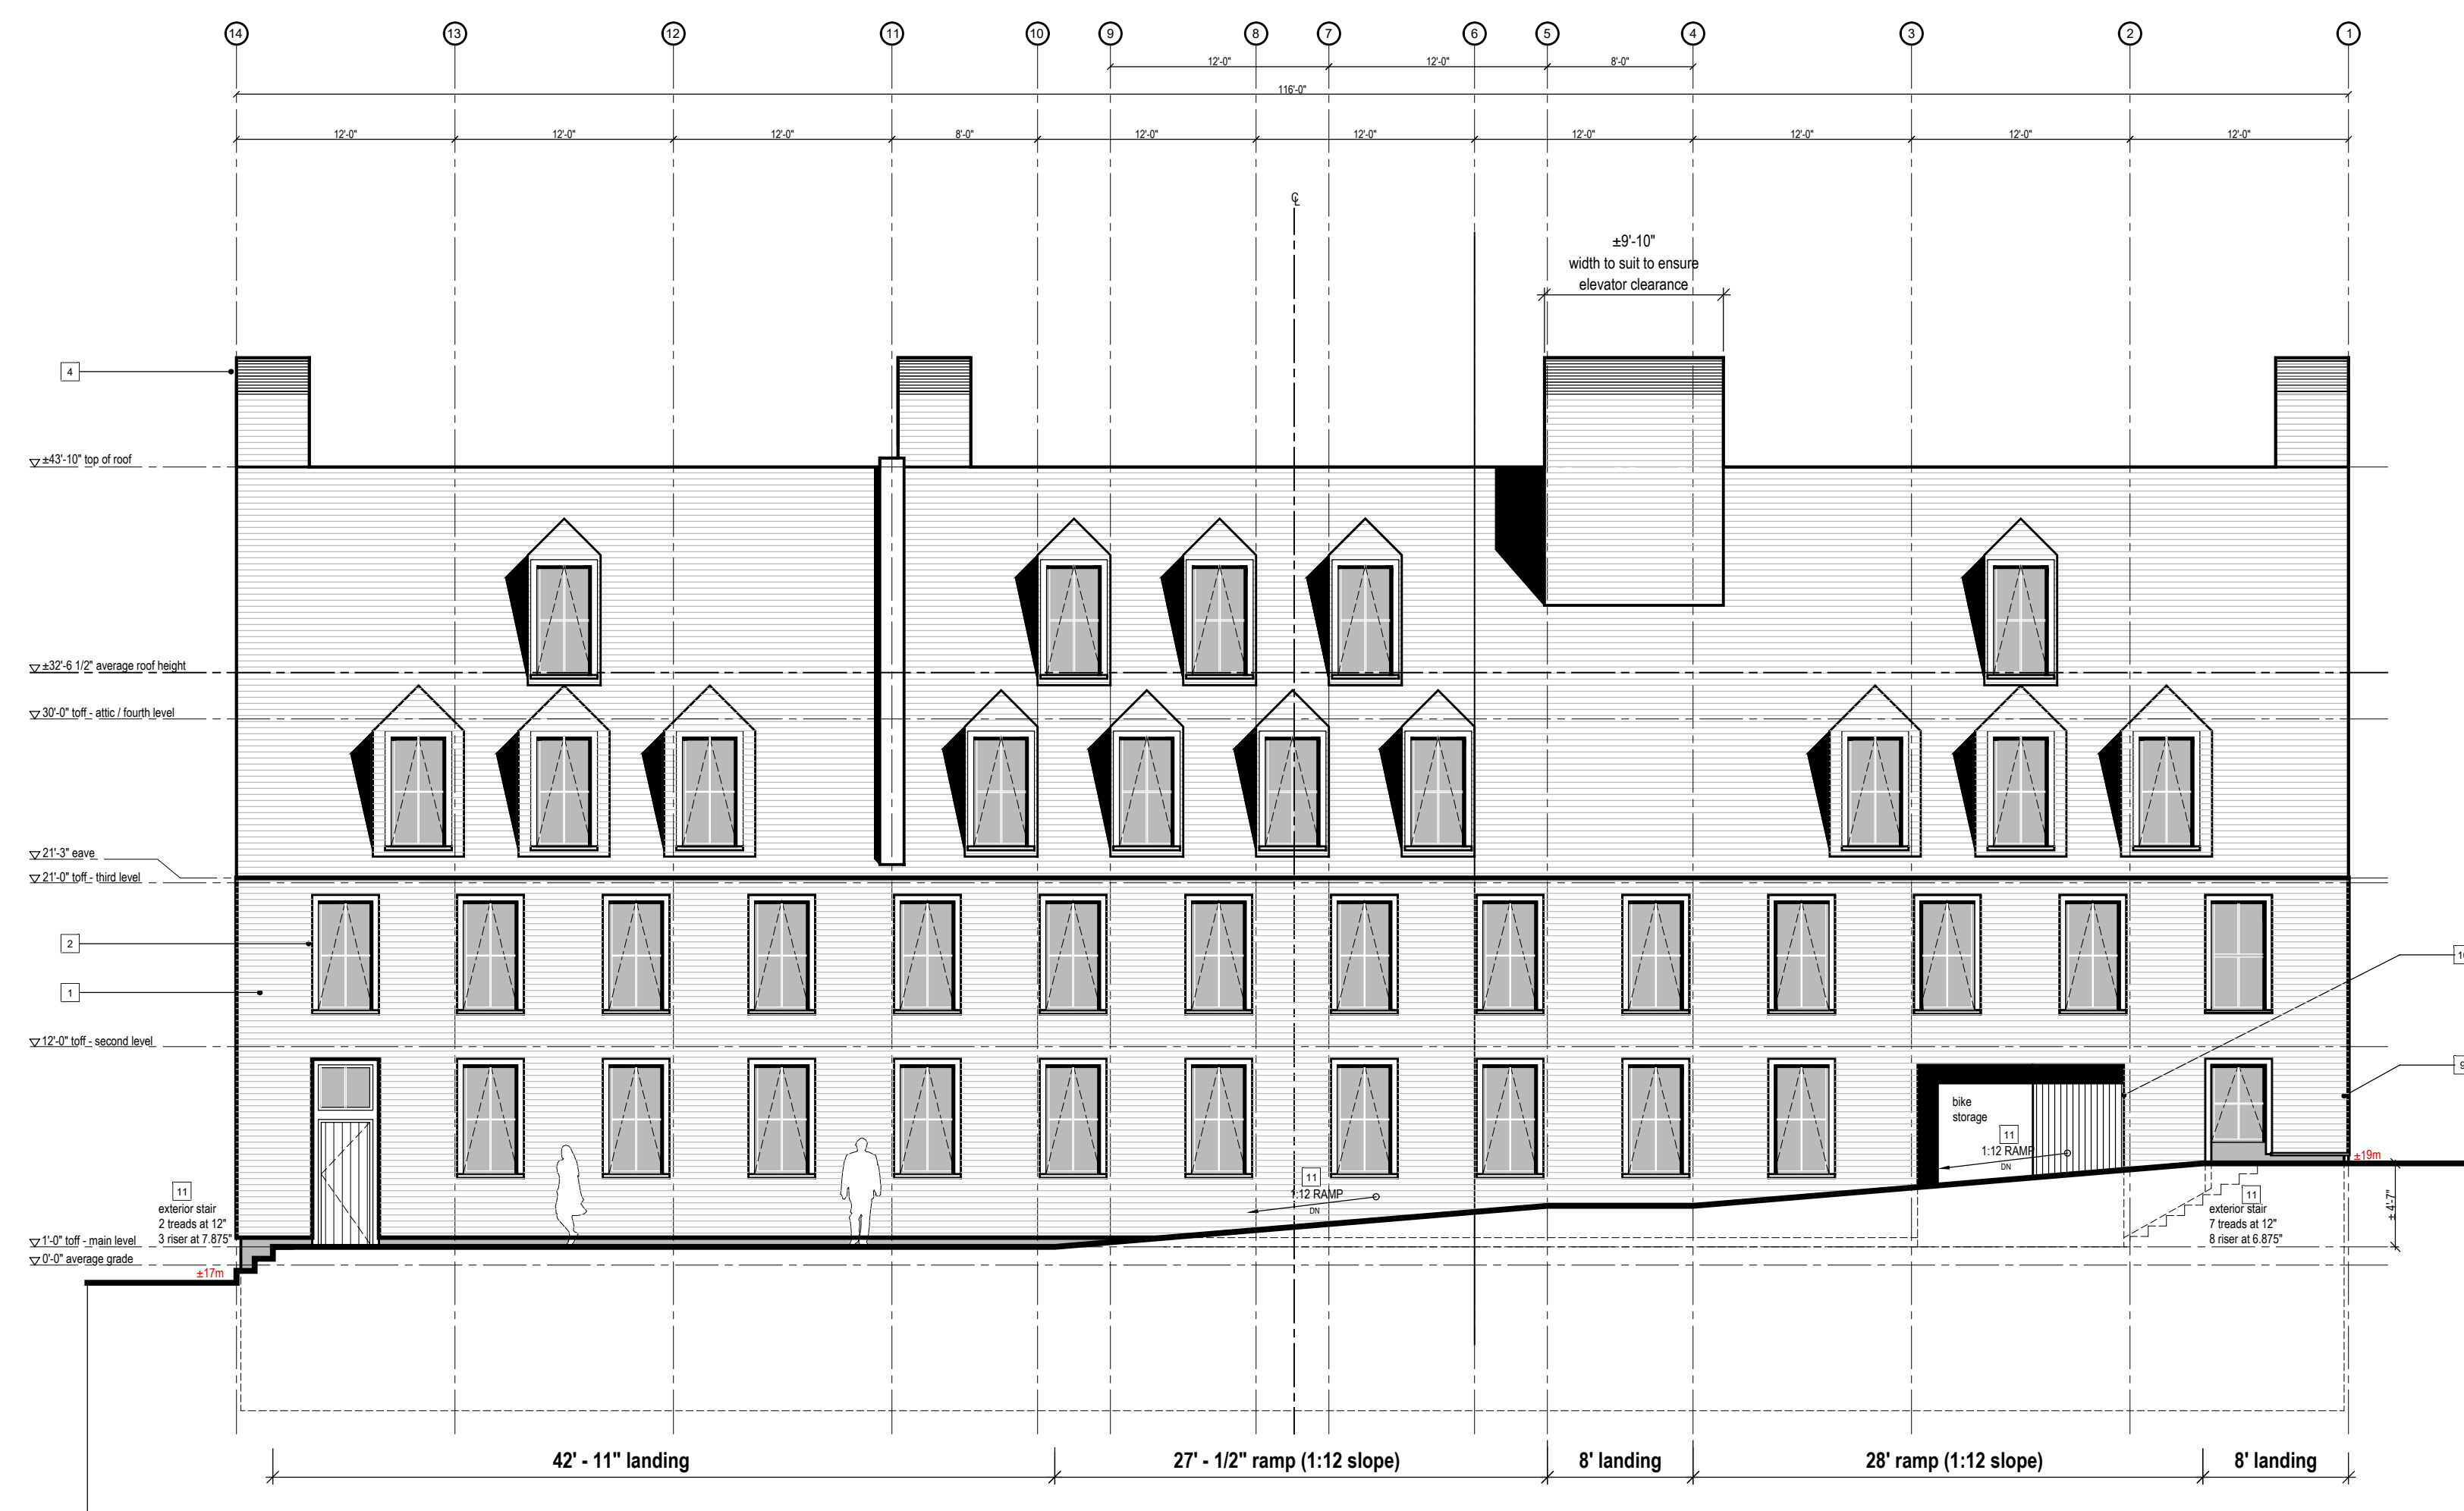 14 13 12 11 10 9 8 7 6 5 4 3 2 1
12'-0" 12'-0" 8'-0"
116'-0"
12'-0" 12'-0" 12'-0" 8'-0" 12'-0" 12'-0" 12'-0" 12'-0" 12'-0" 12'-0"
℄
±9'-10"
width to suit to ensure
elevator clearance
4
±43'-10" top of roof
±32'-6 1/2" average roof height
30'-0" toff - attic / fourth level
21'-3" eave
21'-0" toff - third level
2
1
12'-0" toff - second level
9
bike
storage
11
1:12 RAMP
DN
±19m
11
1:12 RAMP
DN
11
exterior stair
2 treads at 12"
3 riser at 7.875"
11
exterior stair
7 treads at 12"
8 riser at 6.875"
± 4'-7"
1'-0" toff - main level
0'-0" average grade
±17m
42' - 11" landing 27' - 1/2" ramp (1:12 slope) 8' landing 28' ramp (1:12 slope) 8' landing